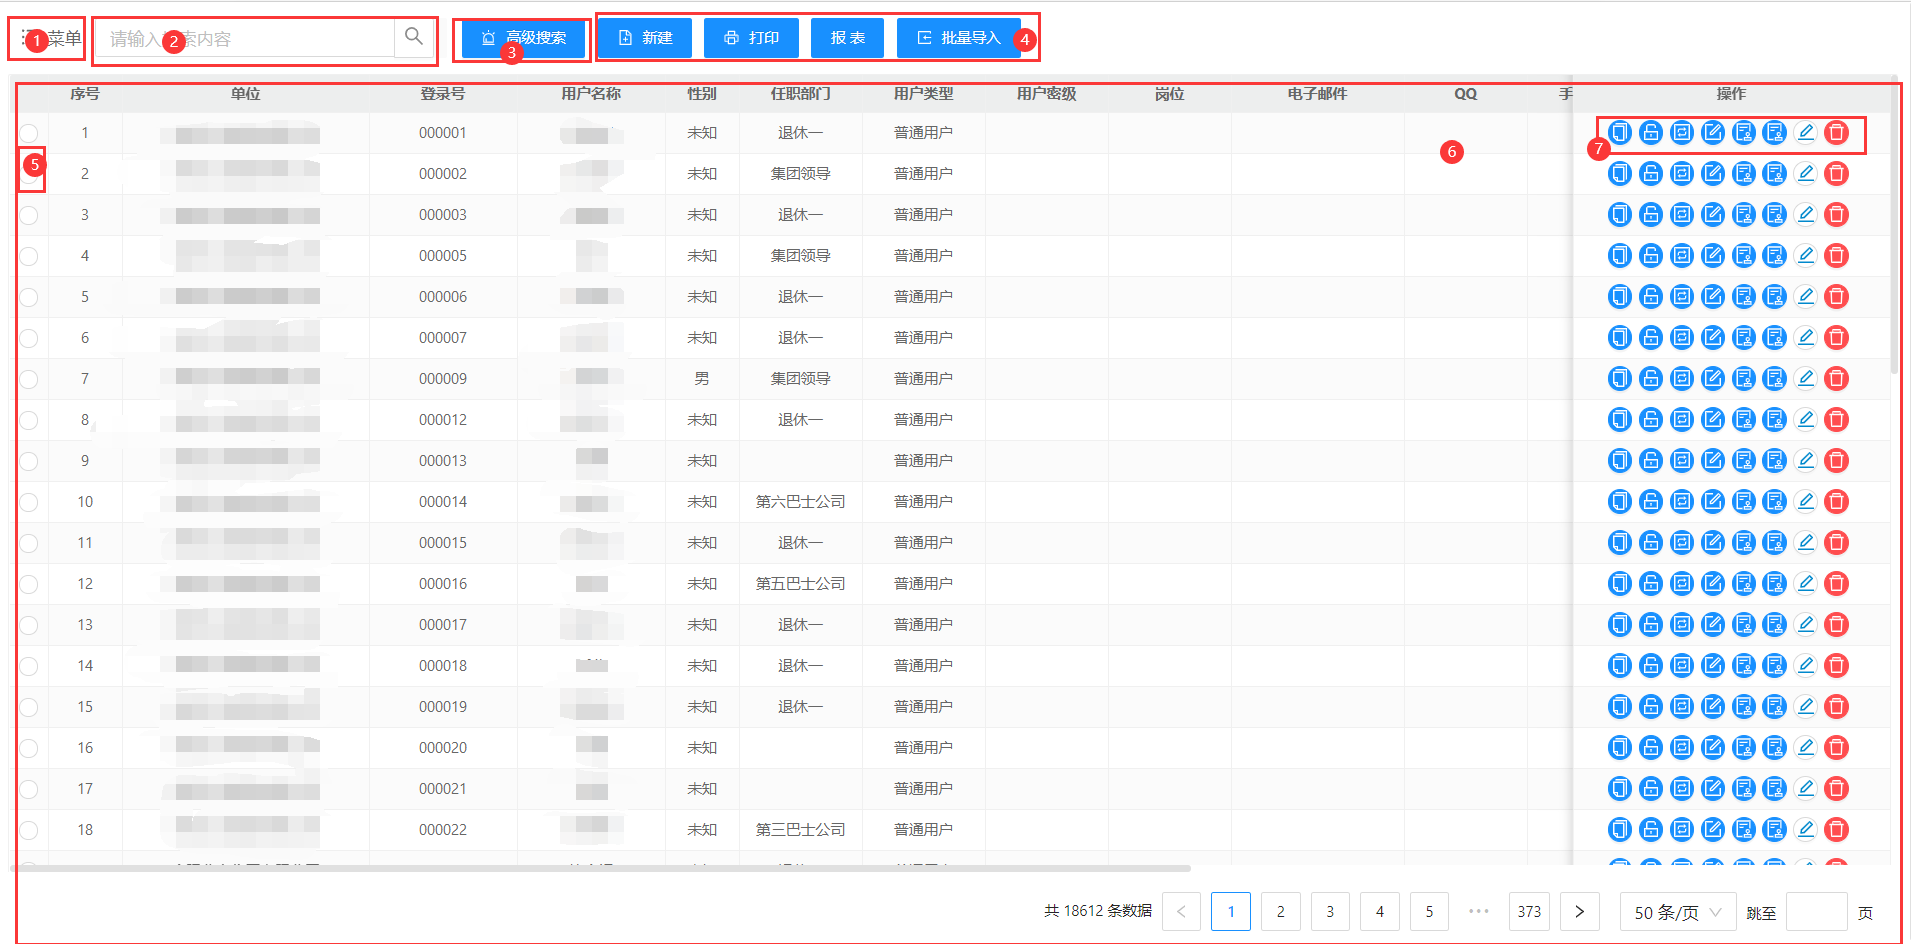 1 菜单 请输入搜索内容 2 高级搜索 3 新建 打印 报表 批量导入 4
序号 单位 登录号 用户名称 性别 任职部门 用户类型 用户密级 岗位 电子邮件 QQ 手 操作
1 000001 未知 退休一 普通用户
5 6 7
2 000002 未知 集团领导 普通用户
3 000003 未知 退休一 普通用户
4 000005 未知 集团领导 普通用户
5 000006 未知 退休一 普通用户
6 000007 未知 退休一 普通用户
7 000009 男 集团领导 普通用户
8 000012 未知 退休一 普通用户
9 000013 未知 普通用户
10 000014 未知 第六巴士公司 普通用户
11 000015 未知 退休一 普通用户
12 000016 未知 第五巴士公司 普通用户
13 000017 未知 退休一 普通用户
14 000018 未知 退休一 普通用户
15 000019 未知 退休一 普通用户
16 000020 未知 普通用户
17 000021 未知 普通用户
18 000022 未知 第三巴士公司 普通用户
共 18612 条数据 < 1 2 3 4 5 ••• 373 > 50 条/页 跳至 页